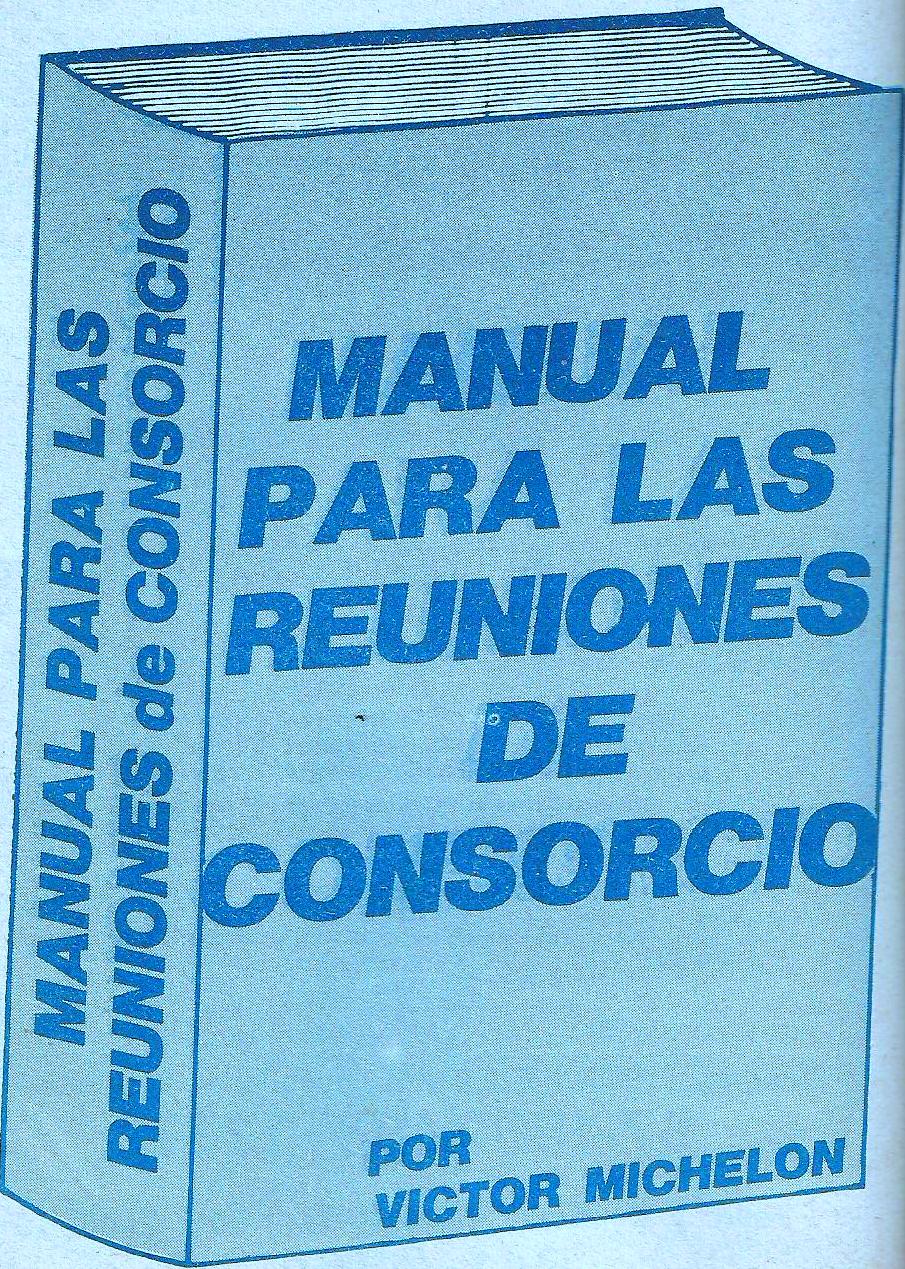 MANUAL PARA LAS
REUNIONES de CONSORCIO
MANUAL
PARA LAS
REUNIONES
DE
CONSORCIO
POR
VICTOR MICHELON